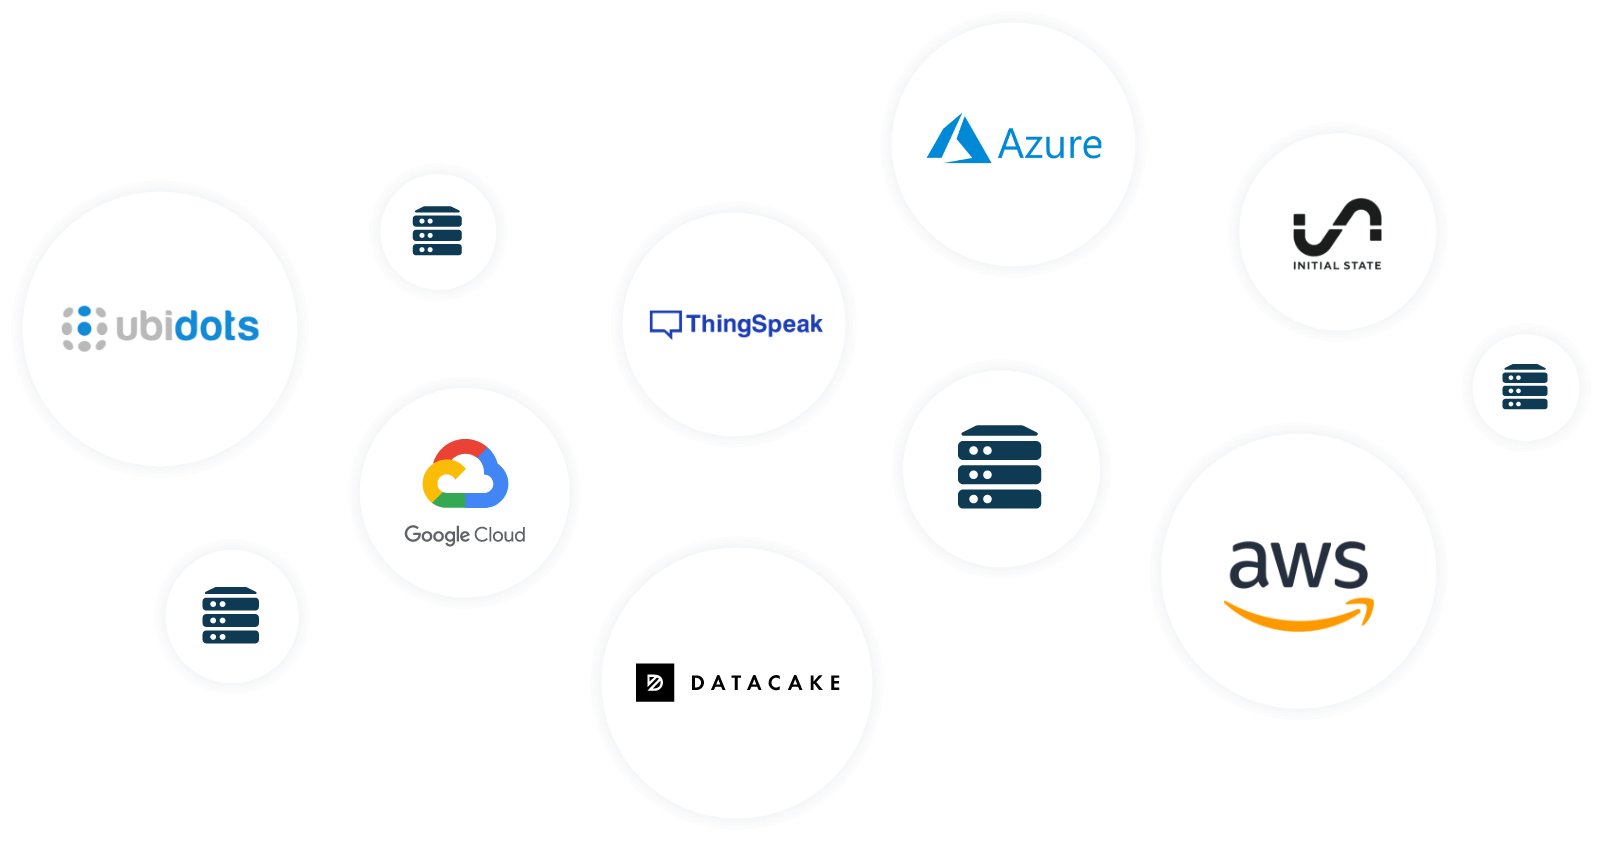 Azure
INITIAL STATE
ubidots
ThingSpeak
Google Cloud
aws
DATACAKE